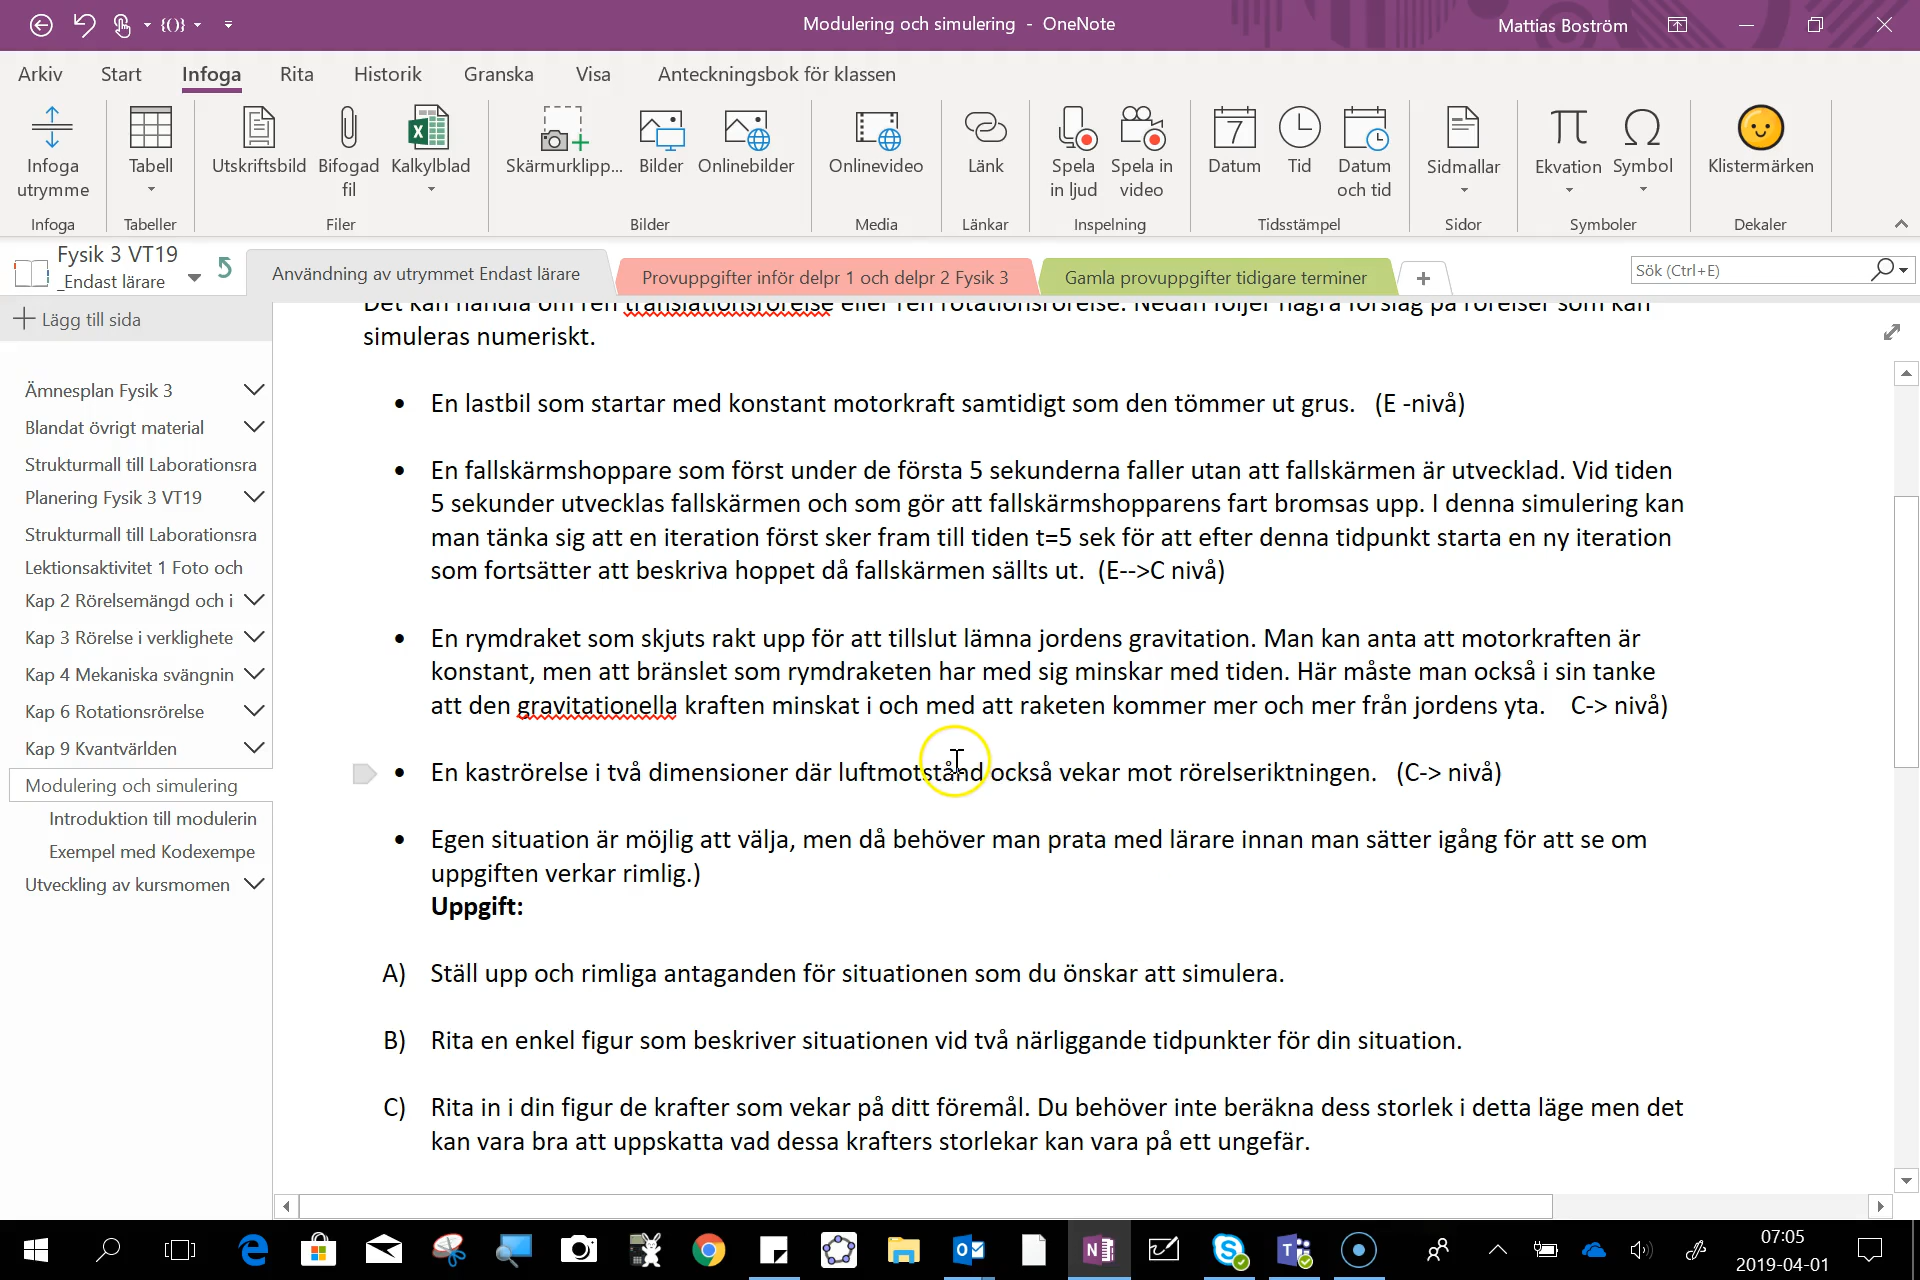 Modulering och simulering - OneNote
Mattias Boström
Arkiv Start Infoga Rita Historik Granska Visa Anteckningsbok för klassen
Infoga utrymme
Tabell
Utskriftsbild
Bifogad fil
Kalkylblad
Skärmurklipp...
Bilder
Onlinebilder
Onlinevideo
Länk
Spela in ljud
Spela in video
Datum
Tid
Datum och tid
Sidmallar
Ekvation
Symbol
Klistermärken
Infoga Tabeller Filer Bilder Media Länkar Inspelning Tidsstämpel Sidor Symboler Dekaler
Fysik 3 VT19
_Endast lärare
Användning av utrymmet Endast lärare
Provuppgifter inför delpr 1 och delpr 2 Fysik 3
Gamla provuppgifter tidigare terminer
Sök (Ctrl+E)
Lägg till sida
Ämnesplan Fysik 3
Blandat övrigt material
Strukturmall till Laborationsra
Planering Fysik 3 VT19
Strukturmall till Laborationsra
Lektionsaktivitet 1 Foto och
Kap 2 Rörelsemängd och i
Kap 3 Rörelse i verklighete
Kap 4 Mekaniska svängnin
Kap 6 Rotationsrörelse
Kap 9 Kvantvärlden
Modulering och simulering
Introduktion till modulerin
Exempel med Kodexempe
Utveckling av kursmomen
Det kan handla om ren translationsrörelse eller ren rotationsrörelse. Nedan följer några förslag på rörelser som kan
simuleras numeriskt.
• En lastbil som startar med konstant motorkraft samtidigt som den tömmer ut grus. (E -nivå)
• En fallskärmshoppare som först under de första 5 sekunderna faller utan att fallskärmen är utvecklad. Vid tiden
5 sekunder utvecklas fallskärmen och som gör att fallskärmshopparens fart bromsas upp. I denna simulering kan
man tänka sig att en iteration först sker fram till tiden t=5 sek för att efter denna tidpunkt starta en ny iteration
som fortsätter att beskriva hoppet då fallskärmen sällts ut. (E-->C nivå)
• En rymdraket som skjuts rakt upp för att tillslut lämna jordens gravitation. Man kan anta att motorkraften är
konstant, men att bränslet som rymdraketen har med sig minskar med tiden. Här måste man också i sin tanke
att den gravitationella kraften minskat i och med att raketen kommer mer och mer från jordens yta. C-> nivå)
• En kaströrelse i två dimensioner där luftmotstånd också vekar mot rörelseriktningen. (C-> nivå)
• Egen situation är möjlig att välja, men då behöver man prata med lärare innan man sätter igång för att se om
uppgiften verkar rimlig.)
Uppgift:
A) Ställ upp och rimliga antaganden för situationen som du önskar att simulera.
B) Rita en enkel figur som beskriver situationen vid två närliggande tidpunkter för din situation.
C) Rita in i din figur de krafter som vekar på ditt föremål. Du behöver inte beräkna dess storlek i detta läge men det
kan vara bra att uppskatta vad dessa krafters storlekar kan vara på ett ungefär.
07:05
2019-04-01